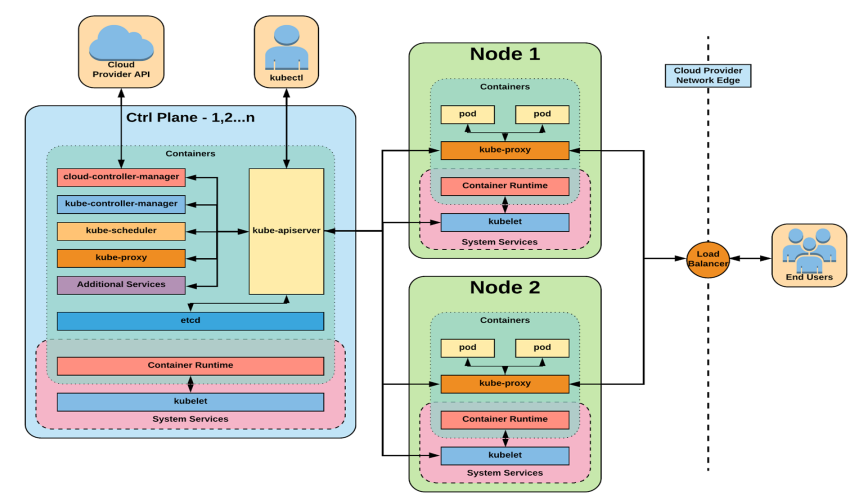 Cloud
Provider API
kubectl
Ctrl Plane - 1,2...n
Containers
cloud-controller-manager
kube-controller-manager
kube-scheduler
kube-proxy
Additional Services
kube-apiserver
etcd
Container Runtime
kubelet
System Services
Node 1
Containers
pod
pod
kube-proxy
Container Runtime
kubelet
System Services
Node 2
Containers
pod
pod
kube-proxy
Container Runtime
kubelet
System Services
Cloud Provider
Network Edge
Load
Balancer
End Users